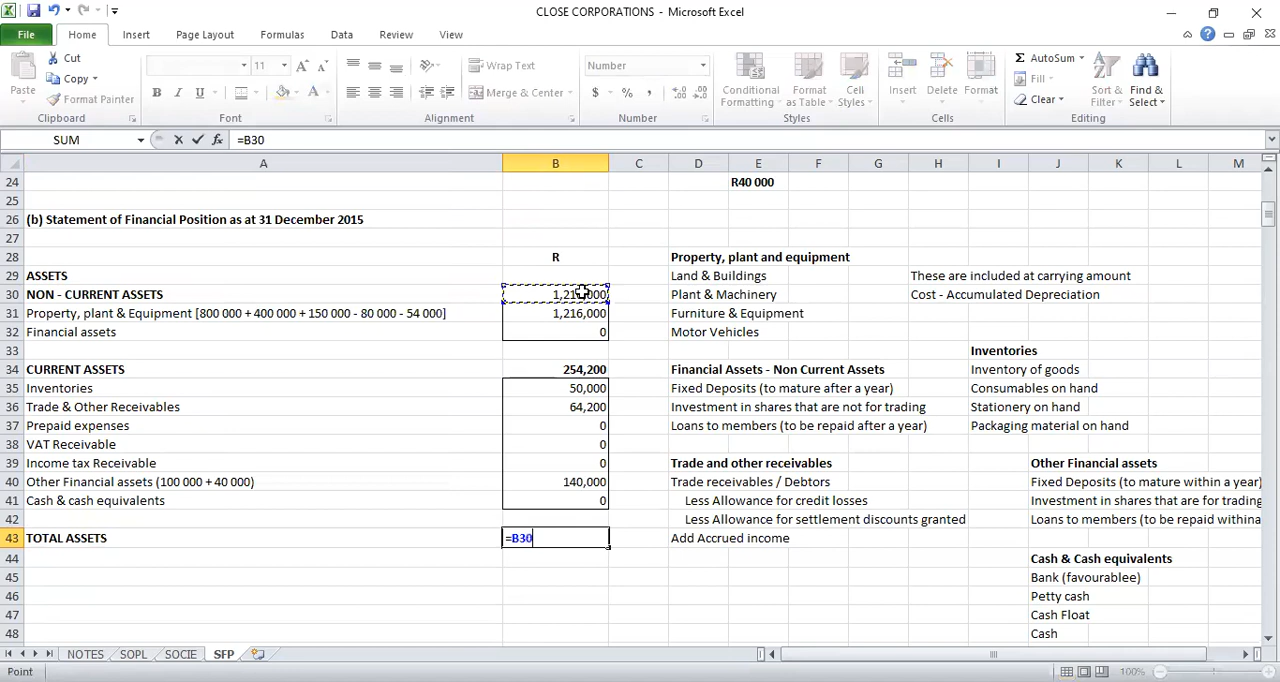 CLOSE CORPORATIONS - Microsoft Excel
File Home Insert Page Layout Formulas Data Review View
Cut Copy Format Painter Paste Clipboard
11 B I U Font
Wrap Text Merge & Center Alignment
Number $ % , Number
Conditional Formatting Format as Table Cell Styles Styles
Insert Delete Format Cells
AutoSum Fill Clear Sort & Filter Find & Select Editing
SUM =B30
A B C D E F G H I J K L M
24 R40 000
25
26 (b) Statement of Financial Position as at 31 December 2015
27
28 R Property, plant and equipment
29 ASSETS Land & Buildings These are included at carrying amount
30 NON - CURRENT ASSETS Plant & Machinery Cost - Accumulated Depreciation
31 Property, plant & Equipment [800 000 + 400 000 + 150 000 - 80 000 - 54 000] 1,216,000 Furniture & Equipment
32 Financial assets 0 Motor Vehicles
33 Inventories
34 CURRENT ASSETS 254,200 Financial Assets - Non Current Assets Inventory of goods
35 Inventories 50,000 Fixed Deposits (to mature after a year) Consumables on hand
36 Trade & Other Receivables 64,200 Investment in shares that are not for trading Stationery on hand
37 Prepaid expenses 0 Loans to members (to be repaid after a year) Packaging material on hand
38 VAT Receivable 0
39 Income tax Receivable 0 Trade and other receivables Other Financial assets
40 Other Financial assets (100 000 + 40 000) 140,000 Trade receivables / Debtors Fixed Deposits (to mature within a year)
41 Cash & cash equivalents 0 Less Allowance for credit losses Investment in shares that are for trading
42 Less Allowance for settlement discounts granted Loans to members (to be repaid withina
43 TOTAL ASSETS =B30 Add Accrued income
44 Cash & Cash equivalents
45 Bank (favourablee)
46 Petty cash
47 Cash Float
48 Cash
NOTES SOPL SOCIE SFP
Point 100%